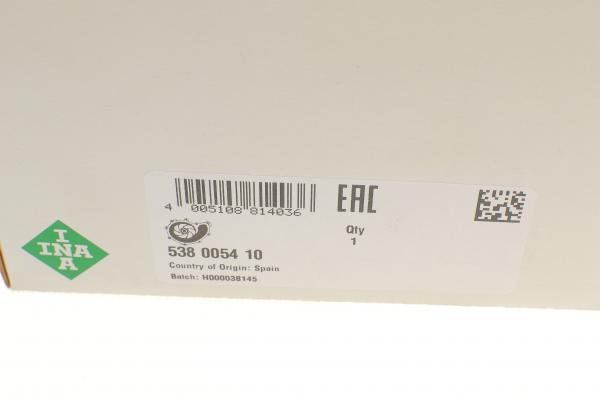 4 005108 814036
EAC
Qty
1
538 0054 10
Country of Origin: Spain
Batch: H000038145
I
INA
A